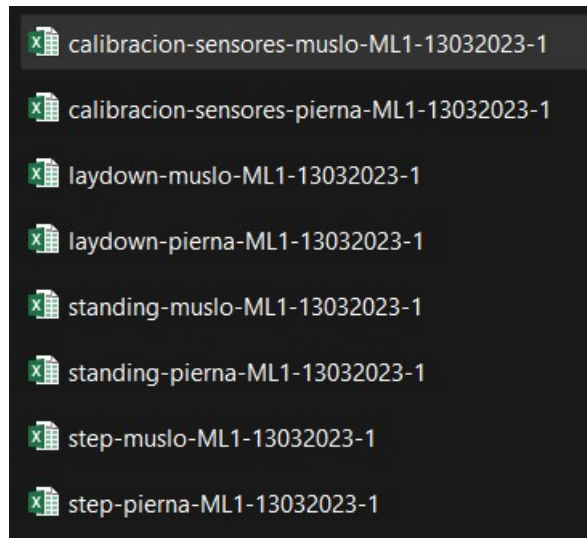 calibracion-sensores-muslo-ML1-13032023-1
calibracion-sensores-pierna-ML1-13032023-1
laydown-muslo-ML1-13032023-1
laydown-pierna-ML1-13032023-1
standing-muslo-ML1-13032023-1
standing-pierna-ML1-13032023-1
step-muslo-ML1-13032023-1
step-pierna-ML1-13032023-1